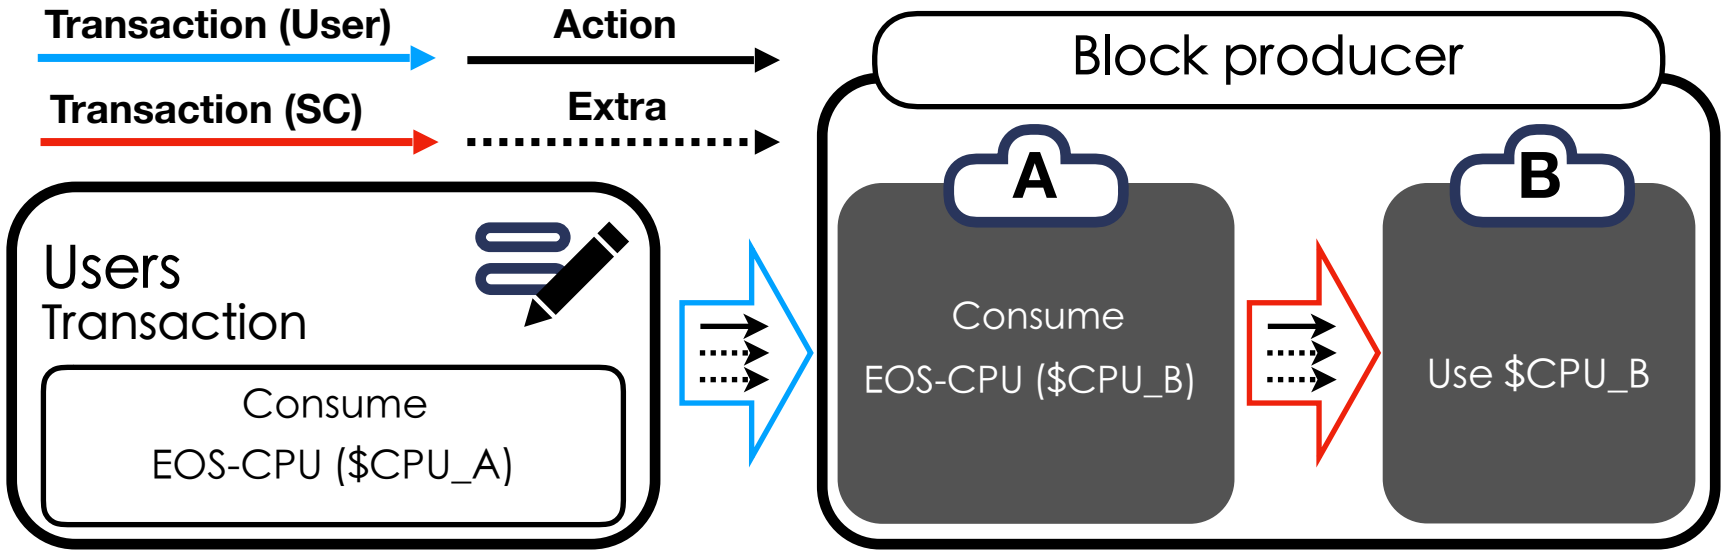 Transaction (User)
Action
Transaction (SC)
Extra
Block producer
Users
Transaction
Consume
EOS-CPU ($CPU_A)
A
Consume
EOS-CPU ($CPU_B)
B
Use $CPU_B